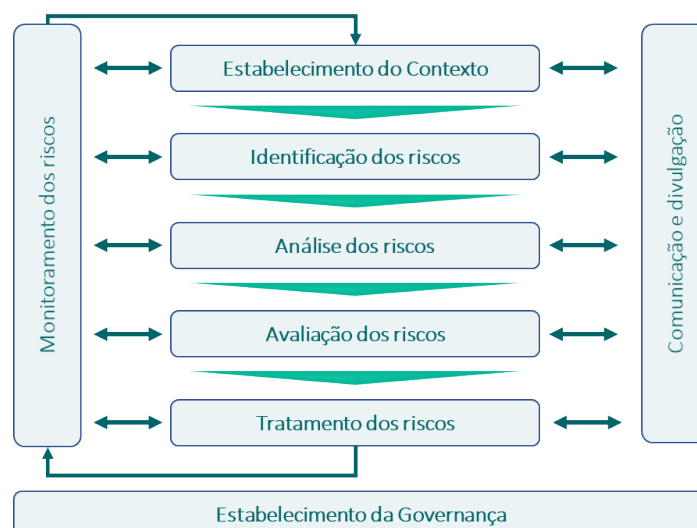 Estabelecimento do Contexto
Identificação dos riscos
Análise dos riscos
Avaliação dos riscos
Tratamento dos riscos
Monitoramento dos riscos
Comunicação e divulgação
Estabelecimento da Governança